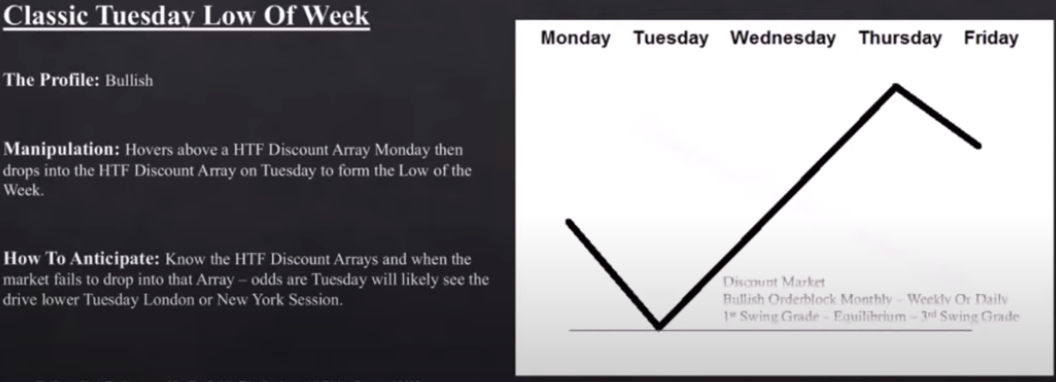 Classic Tuesday Low Of Week
The Profile: Bullish
Manipulation: Hovers above a HTF Discount Array Monday then
drops into the HTF Discount Array on Tuesday to form the Low of the
Week.
How To Anticipate: Know the HTF Discount Arrays and when the
market fails to drop into that Array – odds are Tuesday will likely see the
drive lower Tuesday London or New York Session.
Monday Tuesday Wednesday Thursday Friday
Discount Market
Bullish Orderblock Monthly – Weekly Or Daily
1st Swing Grade – Equilibrium – 3rd Swing Grade